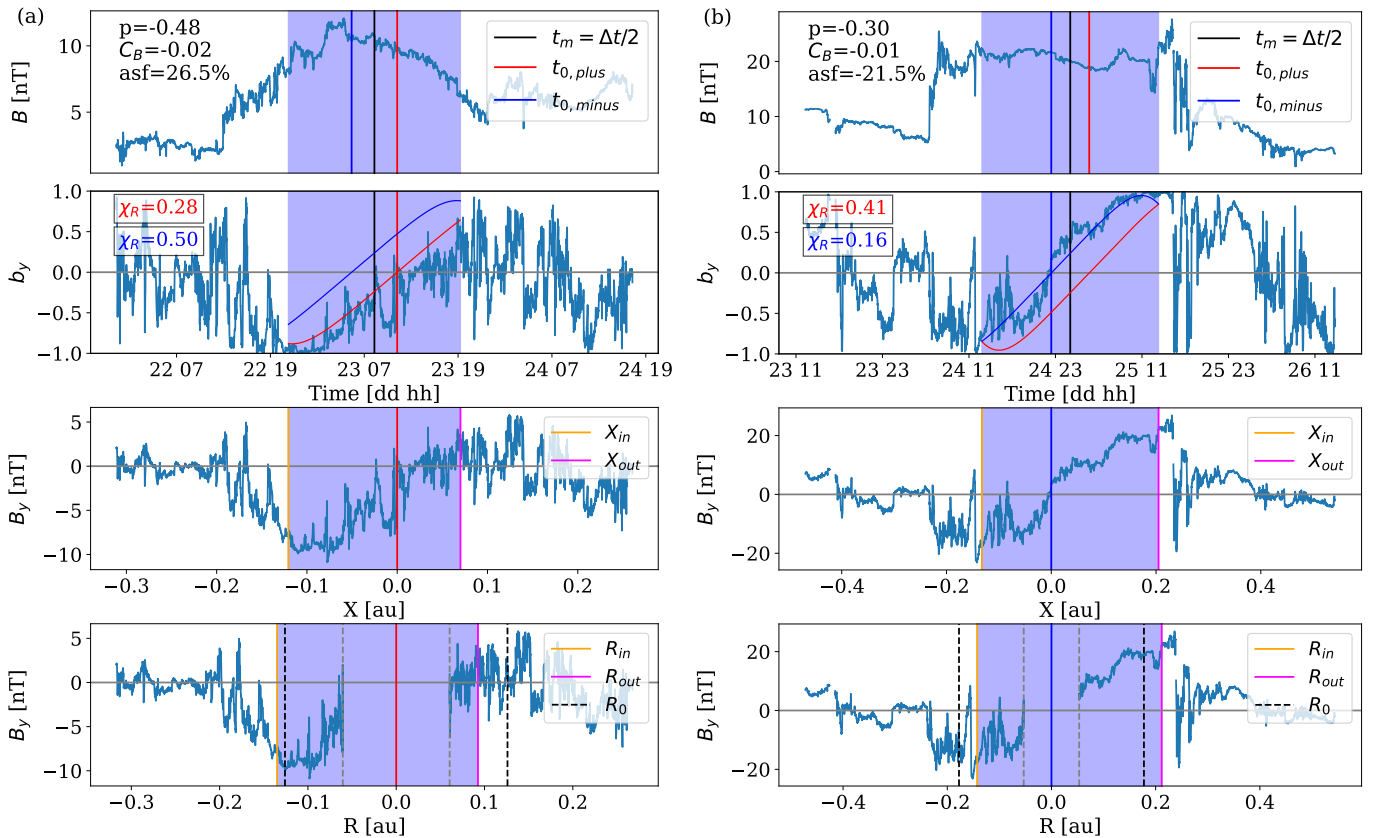 (a)
p=-0.48
C_B=-0.02
asf=26.5%
t_m = Δt/2
t_{0,plus}
t_{0,minus}
B [nT]
10
5
χ_R=0.28
χ_R=0.50
b_y
1.0
0.5
0.0
−0.5
−1.0
22 07
22 19
23 07
23 19
24 07
24 19
Time [dd hh]
B_y [nT]
5
0
−5
−10
X_in
X_out
−0.3
−0.2
−0.1
0.0
0.1
0.2
X [au]
B_y [nT]
5
0
−5
−10
R_in
R_out
R_0
−0.3
−0.2
−0.1
0.0
0.1
0.2
R [au]
(b)
p=-0.30
C_B=-0.01
asf=-21.5%
t_m = Δt/2
t_{0,plus}
t_{0,minus}
B [nT]
20
10
0
χ_R=0.41
χ_R=0.16
b_y
1.0
0.5
0.0
−0.5
−1.0
23 11
23 23
24 11
24 23
25 11
25 23
26 11
Time [dd hh]
B_y [nT]
20
0
−20
X_in
X_out
−0.4
−0.2
0.0
0.2
0.4
X [au]
B_y [nT]
20
0
−20
R_in
R_out
R_0
−0.4
−0.2
0.0
0.2
0.4
R [au]